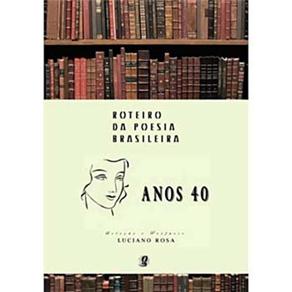 ROTEIRO
DA POESIA
BRASILEIRA
ANOS 40
Seleção e Prefácio
LUCIANO ROSA